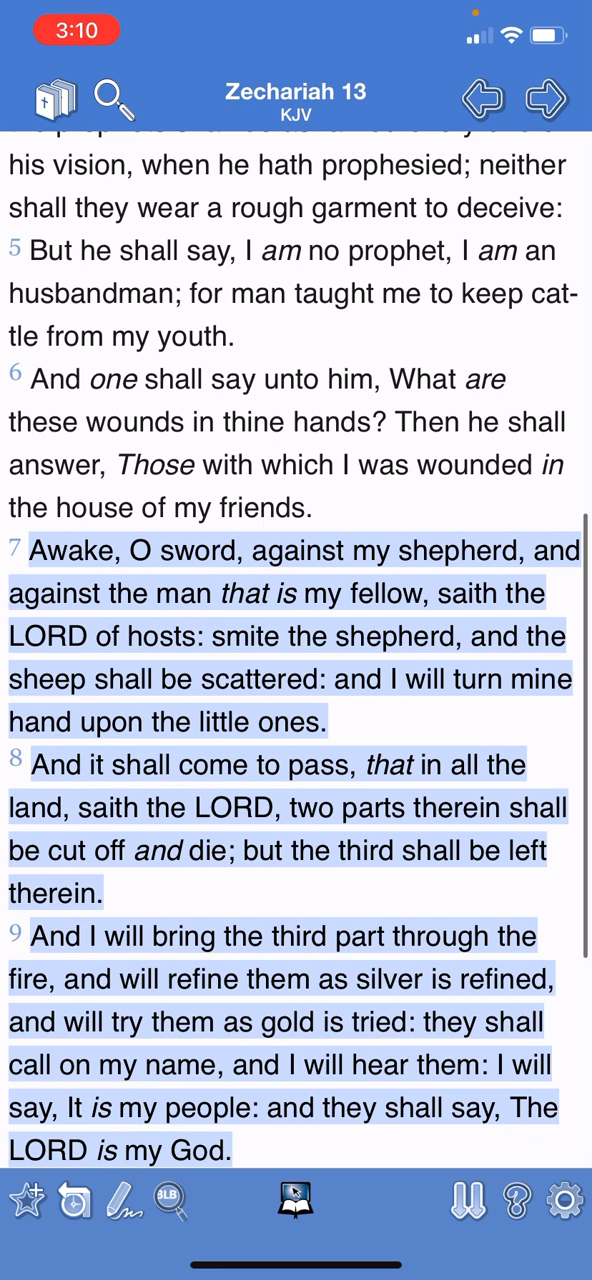 3:10
Zechariah 13
KJV
his vision, when he hath prophesied; neither
shall they wear a rough garment to deceive:
5 But he shall say, I am no prophet, I am an
husbandman; for man taught me to keep cat-
tle from my youth.
6 And one shall say unto him, What are
these wounds in thine hands? Then he shall
answer, Those with which I was wounded in
the house of my friends.
7 Awake, O sword, against my shepherd, and
against the man that is my fellow, saith the
LORD of hosts: smite the shepherd, and the
sheep shall be scattered: and I will turn mine
hand upon the little ones.
8 And it shall come to pass, that in all the
land, saith the LORD, two parts therein shall
be cut off and die; but the third shall be left
therein.
9 And I will bring the third part through the
fire, and will refine them as silver is refined,
and will try them as gold is tried: they shall
call on my name, and I will hear them: I will
say, It is my people: and they shall say, The
LORD is my God.
BLB